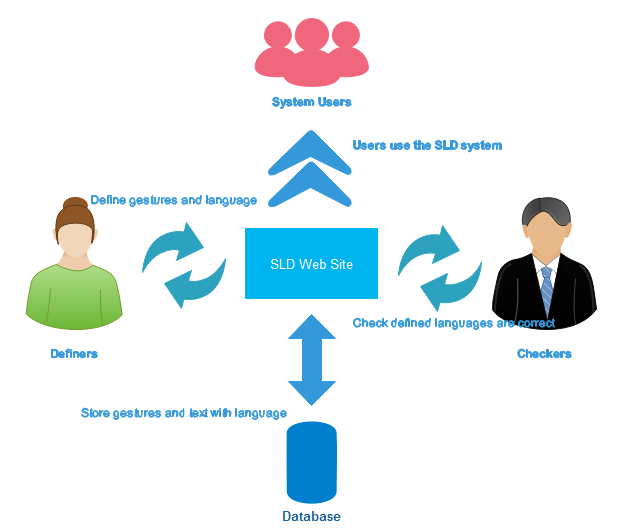 System Users
Users use the SLD system
Define gestures and language
SLD Web Site
Check defined languages are correct
Definers
Checkers
Store gestures and text with language
Database